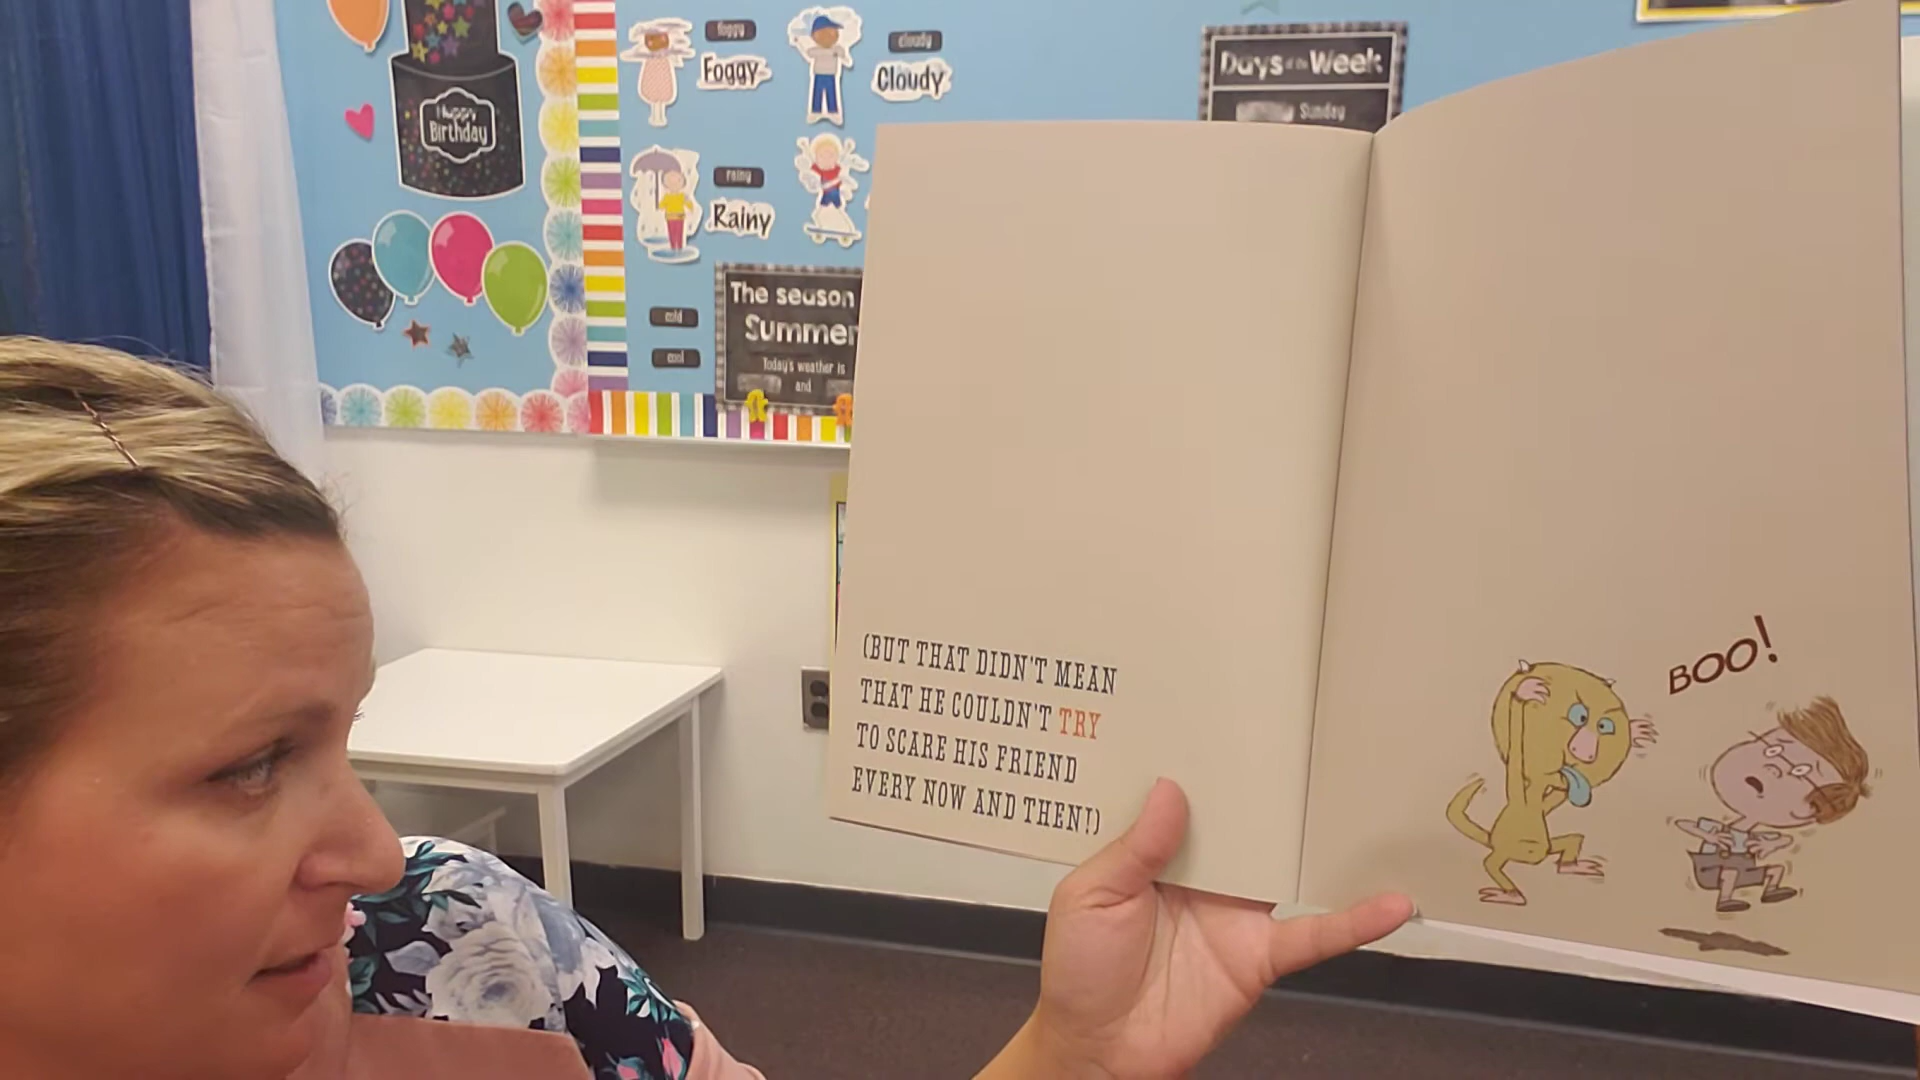 Happy
Birthday
foggy
Foggy
cloudy
Cloudy
rainy
Rainy
cold
cool
The season
Summer
Today's weather is
and
Days of the Week
Sunday
(BUT THAT DIDN'T MEAN
THAT HE COULDN'T TRY
TO SCARE HIS FRIEND
EVERY NOW AND THEN!)
BOO!